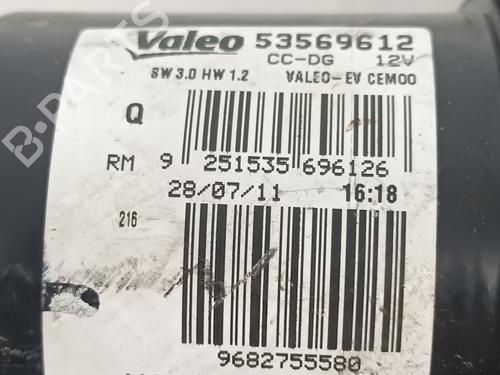 Valeo 53569612
CC-DG 12V
SW 3.0 HW 1.2 VALEO-EV CEM00
Q
RM 9 251535 696126
28/07/11 16:18
216
9682755580
B-Parts